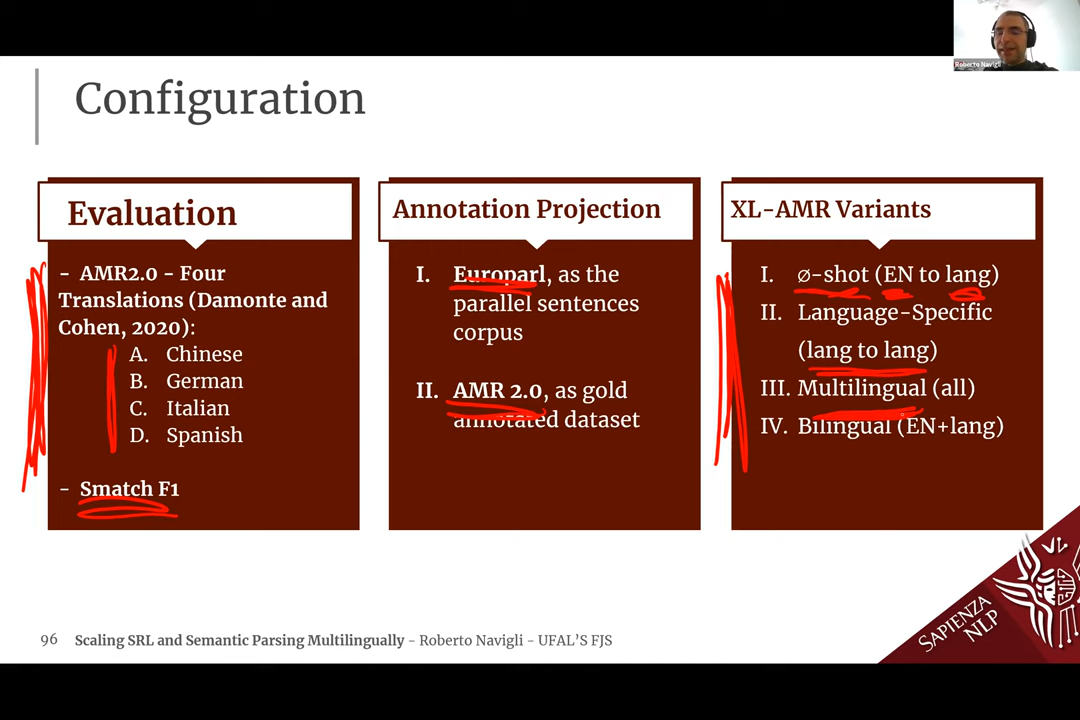 Roberto Navigli
Configuration
Evaluation
- AMR2.0 - Four
Translations (Damonte and
Cohen, 2020):
A. Chinese
B. German
C. Italian
D. Spanish
- Smatch F1
Annotation Projection
I. Europarl, as the
parallel sentences
corpus
II. AMR 2.0, as gold
annotated dataset
XL-AMR Variants
I. ø-shot (EN to lang)
II. Language-Specific
(lang to lang)
III. Multilingual (all)
IV. Bilingual (EN+lang)
96 Scaling SRL and Semantic Parsing Multilingually - Roberto Navigli - UFAL'S FJS
SAPIENZA
NLP